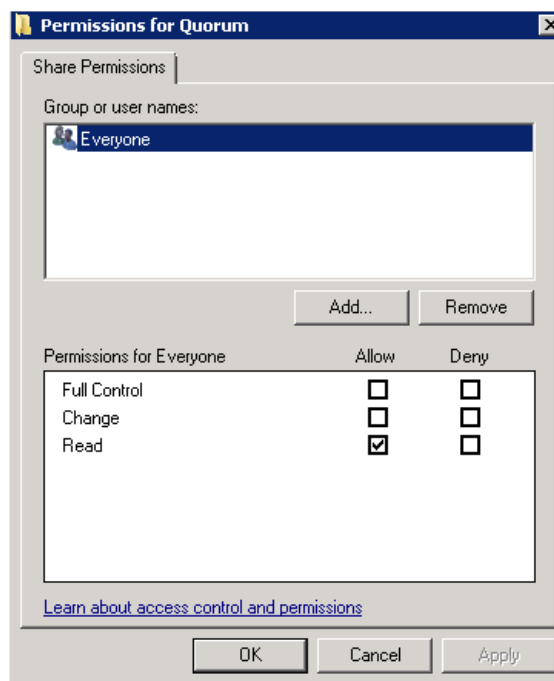 Permissions for Quorum
Share Permissions
Group or user names:
Everyone
Add... Remove
Permissions for Everyone Allow Deny
Full Control
Change
Read
Learn about access control and permissions
OK Cancel Apply